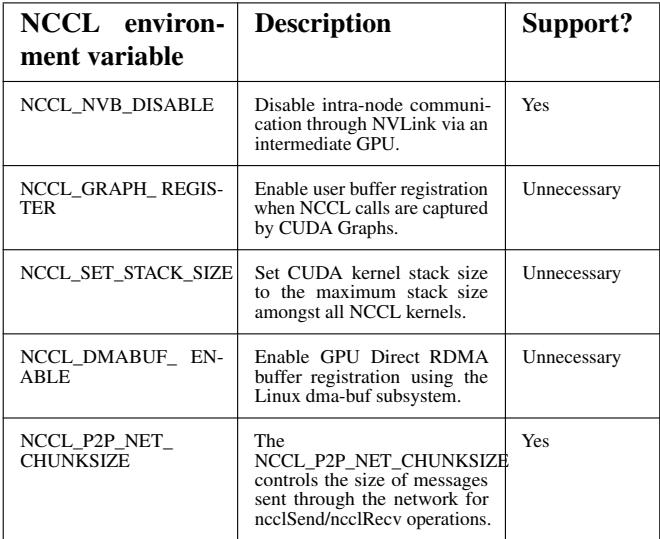 NCCL environ-
ment variable
Description
Support?
NCCL_NVB_DISABLE
Disable intra-node communi-
cation through NVLink via an
intermediate GPU.
Yes
NCCL_GRAPH_ REGIS-
TER
Enable user buffer registration
when NCCL calls are captured
by CUDA Graphs.
Unnecessary
NCCL_SET_STACK_SIZE
Set CUDA kernel stack size
to the maximum stack size
amongst all NCCL kernels.
Unnecessary
NCCL_DMABUF_ EN-
ABLE
Enable GPU Direct RDMA
buffer registration using the
Linux dma-buf subsystem.
Unnecessary
NCCL_P2P_NET_
CHUNKSIZE
The
NCCL_P2P_NET_CHUNKSIZE
controls the size of messages
sent through the network for
ncclSend/ncclRecv operations.
Yes